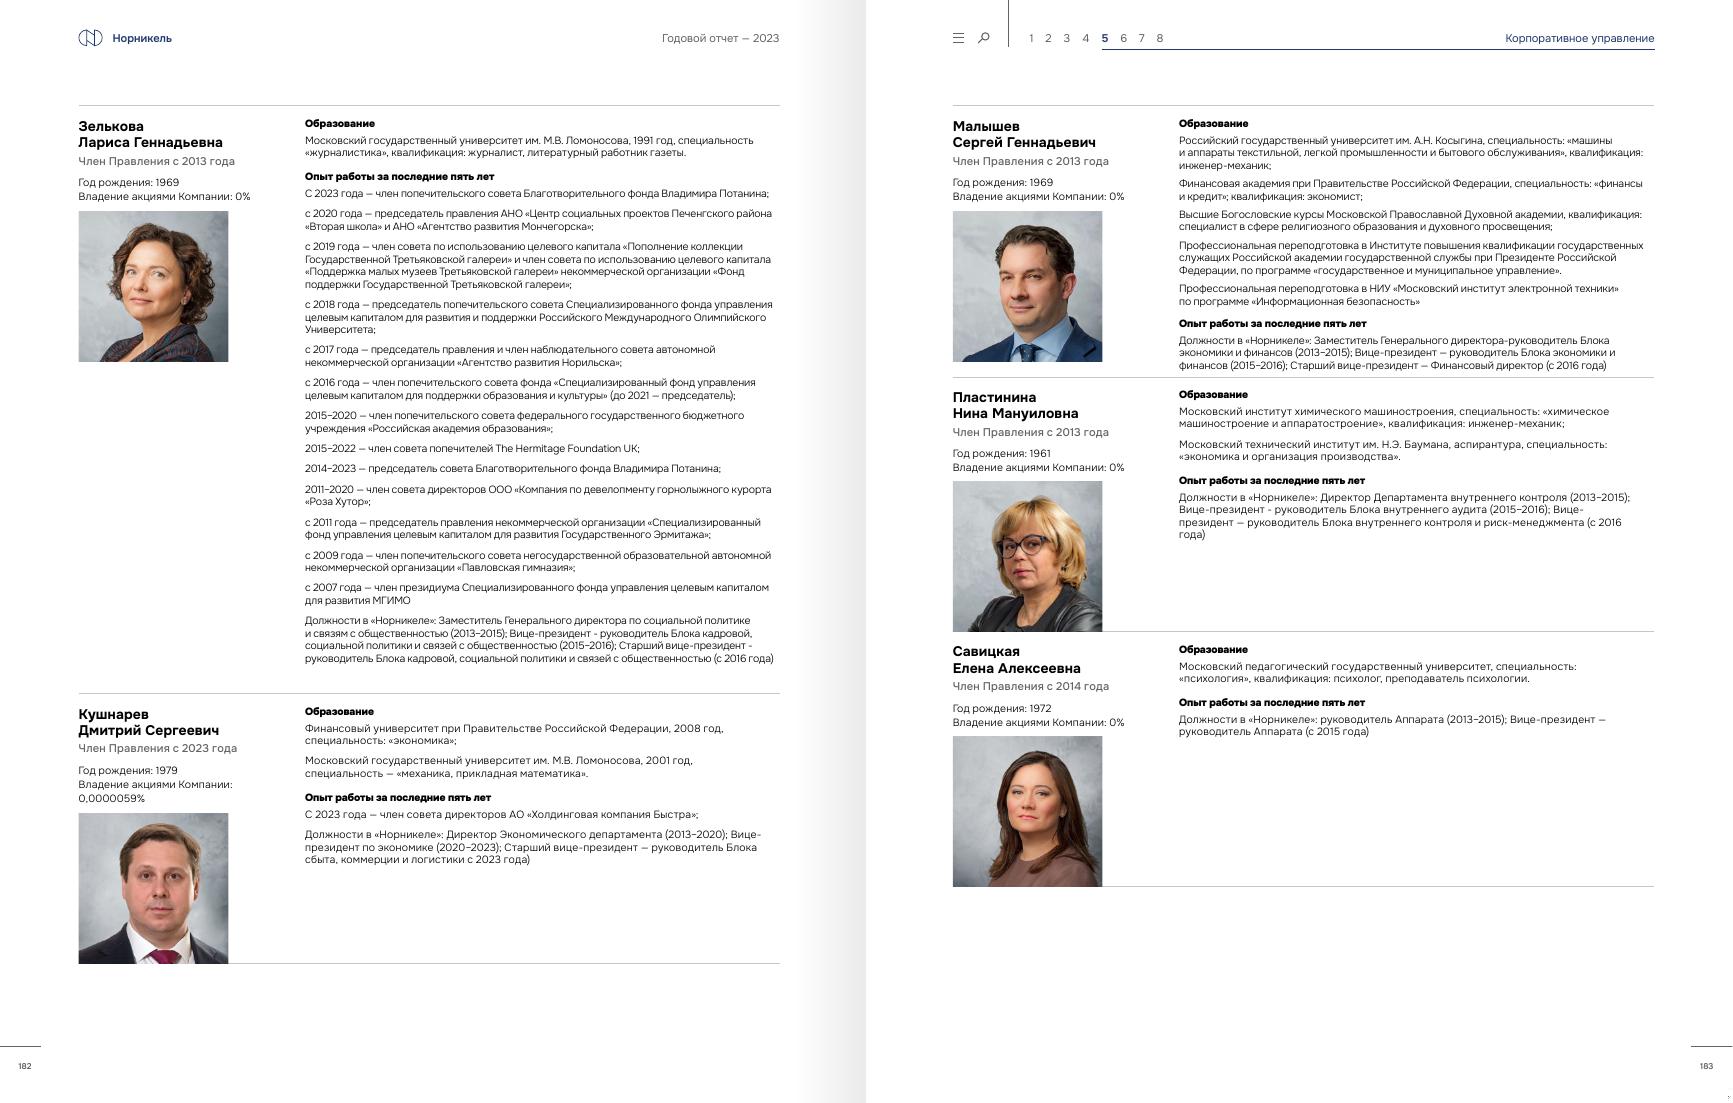 Норникель
Годовой отчет — 2023
Зелькова
Лариса Геннадьевна
Член Правления с 2013 года
Год рождения: 1969
Владение акциями Компании: 0%
Образование
Московский государственный университет им. М.В. Ломоносова, 1991 год, специальность
«журналистика», квалификация: журналист, литературный работник газеты.
Опыт работы за последние пять лет
С 2023 года — член попечительского совета Благотворительного фонда Владимира Потанина;
с 2020 года — председатель правления АНО «Центр социальных проектов Печенгского района
«Вторая школа» и АНО «Агентство развития Мончегорска»;
с 2019 года — член совета по использованию целевого капитала «Пополнение коллекции
Государственной Третьяковской галереи» и член совета по использованию целевого капитала
«Поддержка малых музеев Третьяковской галереи» некоммерческой организации «Фонд
поддержки Государственной Третьяковской галереи»;
с 2018 года — председатель попечительского совета Специализированного фонда управления
целевым капиталом для развития и поддержки Российского Международного Олимпийского
Университета;
с 2017 года — председатель правления и член наблюдательного совета автономной
некоммерческой организации «Агентство развития Норильска»;
с 2016 года — член попечительского совета фонда «Специализированный фонд управления
целевым капиталом для поддержки образования и культуры» (до 2021 — председатель);
2015–2020 — член попечительского совета федерального государственного бюджетного
учреждения «Российская академия образования»;
2015–2022 — член совета попечителей The Hermitage Foundation UK;
2014–2023 — председатель совета Благотворительного фонда Владимира Потанина;
2011–2020 — член совета директоров ООО «Компания по девелопменту горнолыжного курорта
«Роза Хутор»;
с 2011 года — председатель правления некоммерческой организации «Специализированный
фонд управления целевым капиталом для развития Государственного Эрмитажа»;
с 2009 года — член попечительского совета негосударственной образовательной автономной
некоммерческой организации «Павловская гимназия»;
с 2007 года — член президиума Специализированного фонда управления целевым капиталом
для развития МГИМО
Должности в «Норникеле»: Заместитель Генерального директора по социальной политике
и связям с общественностью (2013–2015); Вице-президент - руководитель Блока кадровой,
социальной политики и связей с общественностью (2015–2016); Старший вице-президент -
руководитель Блока кадровой, социальной политики и связей с общественностью (с 2016 года)
Кушнарев
Дмитрий Сергеевич
Член Правления с 2023 года
Год рождения: 1979
Владение акциями Компании:
0,0000059%
Образование
Финансовый университет при Правительстве Российской Федерации, 2008 год,
специальность: «экономика»;
Московский государственный университет им. М.В. Ломоносова, 2001 год,
специальность — «механика, прикладная математика».
Опыт работы за последние пять лет
С 2023 года — член совета директоров АО «Холдинговая компания Быстра»;
Должности в «Норникеле»: Директор Экономического департамента (2013–2020); Вице-
президент по экономике (2020–2023); Старший вице-президент — руководитель Блока
сбыта, коммерции и логистики с 2023 года)
182
1 2 3 4 5 6 7 8
Корпоративное управление
Малышев
Сергей Геннадьевич
Член Правления с 2013 года
Год рождения: 1969
Владение акциями Компании: 0%
Образование
Российский государственный университет им. А.Н. Косыгина, специальность: «машины
и аппараты текстильной, легкой промышленности и бытового обслуживания», квалификация:
инженер-механик;
Финансовая академия при Правительстве Российской Федерации, специальность: «финансы
и кредит»; квалификация: экономист;
Высшие Богословские курсы Московской Православной Духовной академии, квалификация:
специалист в сфере религиозного образования и духовного просвещения;
Профессиональная переподготовка в Институте повышения квалификации государственных
служащих Российской академии государственной службы при Президенте Российской
Федерации, по программе «государственное и муниципальное управление».
Профессиональная переподготовка в НИУ «Московский институт электронной техники»
по программе «Информационная безопасность»
Опыт работы за последние пять лет
Должности в «Норникеле»: Заместитель Генерального директора-руководитель Блока
экономики и финансов (2013–2015); Вице-президент — руководитель Блока экономики и
финансов (2015–2016); Старший вице-президент — Финансовый директор (с 2016 года)
Пластинина
Нина Мануиловна
Член Правления с 2013 года
Год рождения: 1961
Владение акциями Компании: 0%
Образование
Московский институт химического машиностроения, специальность: «химическое
машиностроение и аппаратостроение», квалификация: инженер-механик;
Московский технический институт им. Н.Э. Баумана, аспирантура, специальность:
«экономика и организация производства».
Опыт работы за последние пять лет
Должности в «Норникеле»: Директор Департамента внутреннего контроля (2013–2015);
Вице-президент - руководитель Блока внутреннего аудита (2015–2016); Вице-
президент — руководитель Блока внутреннего контроля и риск-менеджмента (с 2016
года)
Савицкая
Елена Алексеевна
Член Правления с 2014 года
Год рождения: 1972
Владение акциями Компании: 0%
Образование
Московский педагогический государственный университет, специальность:
«психология», квалификация: психолог, преподаватель психологии.
Опыт работы за последние пять лет
Должности в «Норникеле»: руководитель Аппарата (2013–2015); Вице-президент —
руководитель Аппарата (с 2015 года)
183